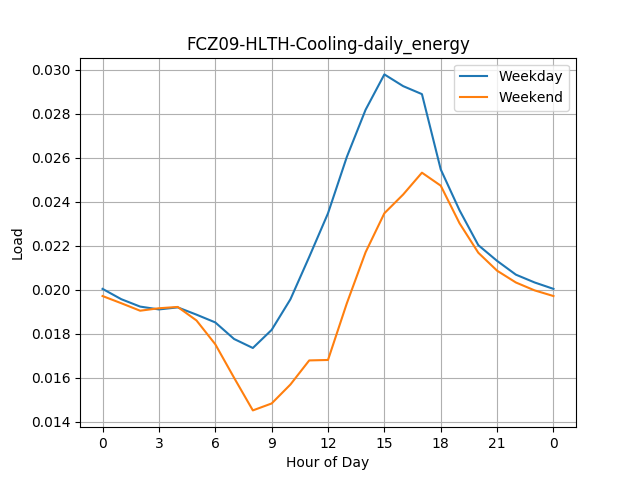 FCZ09-HLTH-Cooling-daily_energy
Weekday
Weekend
0.030
0.028
0.026
0.024
0.022
0.020
0.018
0.016
0.014
Load
0 3 6 9 12 15 18 21 0
Hour of Day